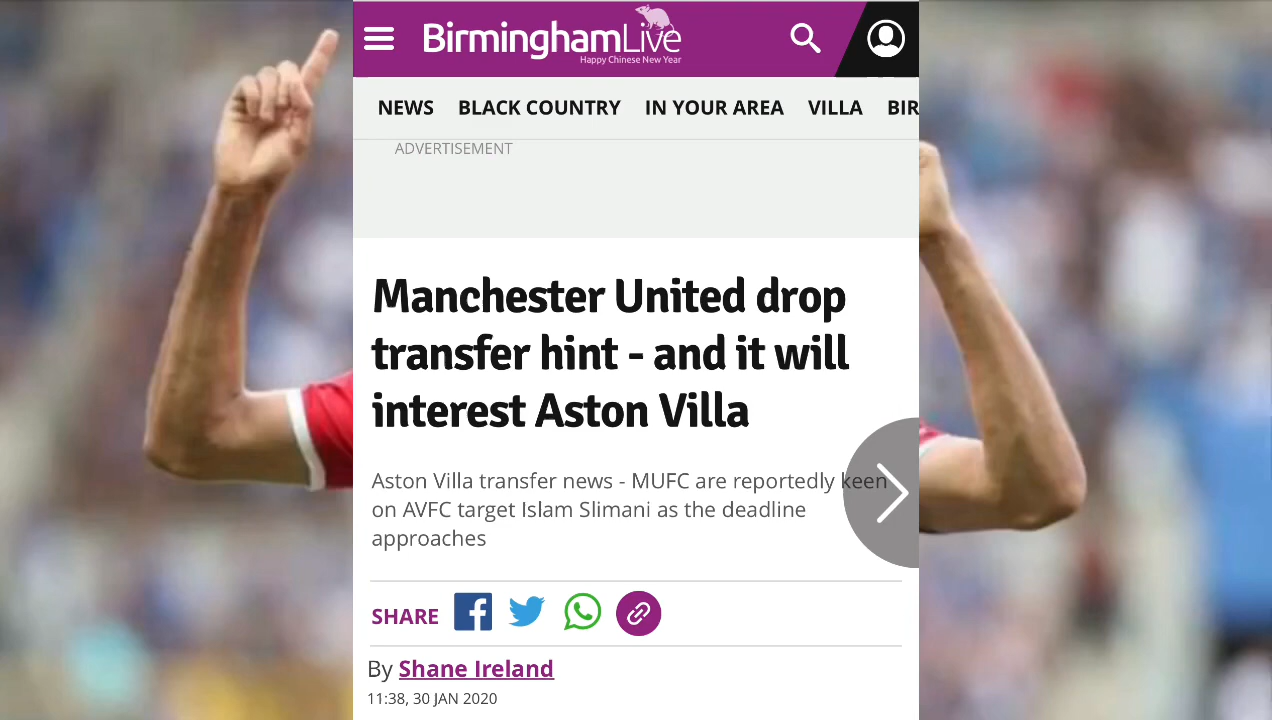 BirminghamLive
Happy Chinese New Year
NEWS BLACK COUNTRY IN YOUR AREA VILLA BIR
ADVERTISEMENT
Manchester United drop
transfer hint - and it will
interest Aston Villa
Aston Villa transfer news - MUFC are reportedly keen
on AVFC target Islam Slimani as the deadline
approaches
SHARE
By Shane Ireland
11:38, 30 JAN 2020